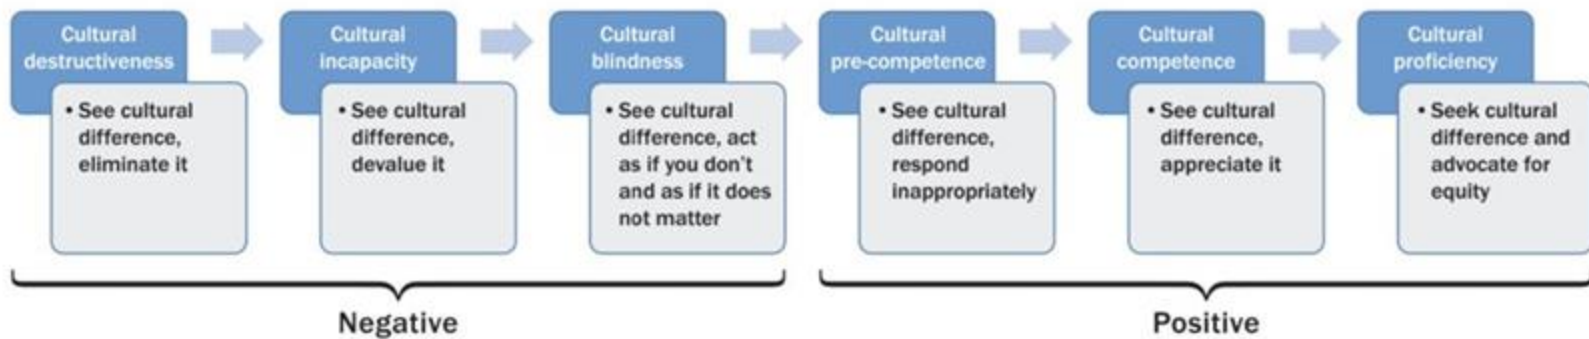 Cultural
destructiveness
• See cultural
difference,
eliminate it
Cultural
incapacity
• See cultural
difference,
devalue it
Cultural
blindness
• See cultural
difference, act
as if you don't
and as if it does
not matter
Cultural
pre-competence
• See cultural
difference,
respond
inappropriately
Cultural
competence
• See cultural
difference,
appreciate it
Cultural
proficiency
• Seek cultural
difference and
advocate for
equity
Negative
Positive